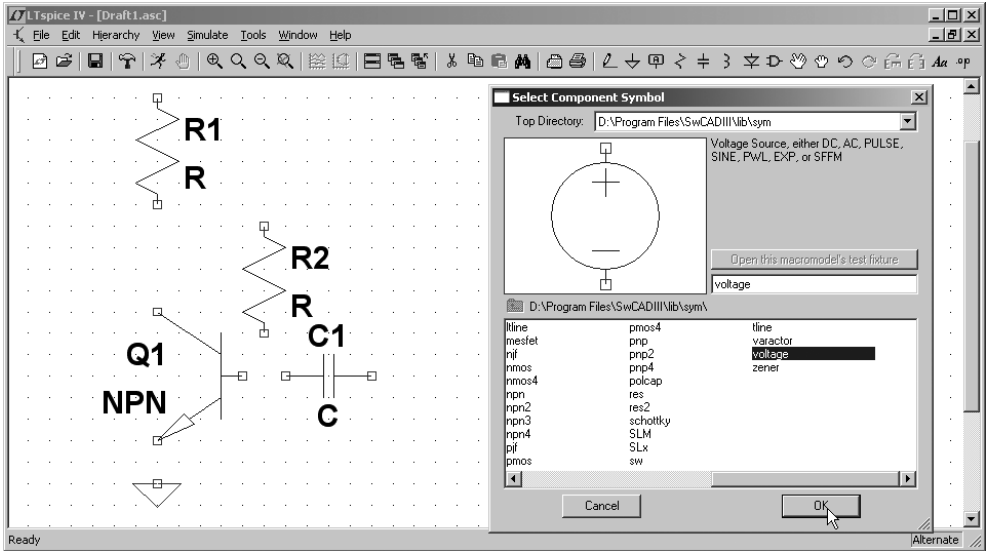 LTspice IV - [Draft1.asc]
File Edit Hierarchy View Simulate Tools Window Help
Aa .op
R1
R
R2
R
C1
C
Q1
NPN
Select Component Symbol
Top Directory: D:\Program Files\SwCADIII\lib\sym
Voltage Source, either DC, AC, PULSE,
SINE, PWL, EXP, or SFFM
Open this macromodel's test fixture
voltage
D:\Program Files\SwCADIII\lib\sym\
ltline pmos4 tline
mesfet pnp varactor
njf pnp2 voltage
nmos pnp4 zener
nmos4 polcap
npn res
npn2 res2
npn3 schottky
npn4 SLM
pjf SLx
pmos sw
Cancel OK
Ready Alternate